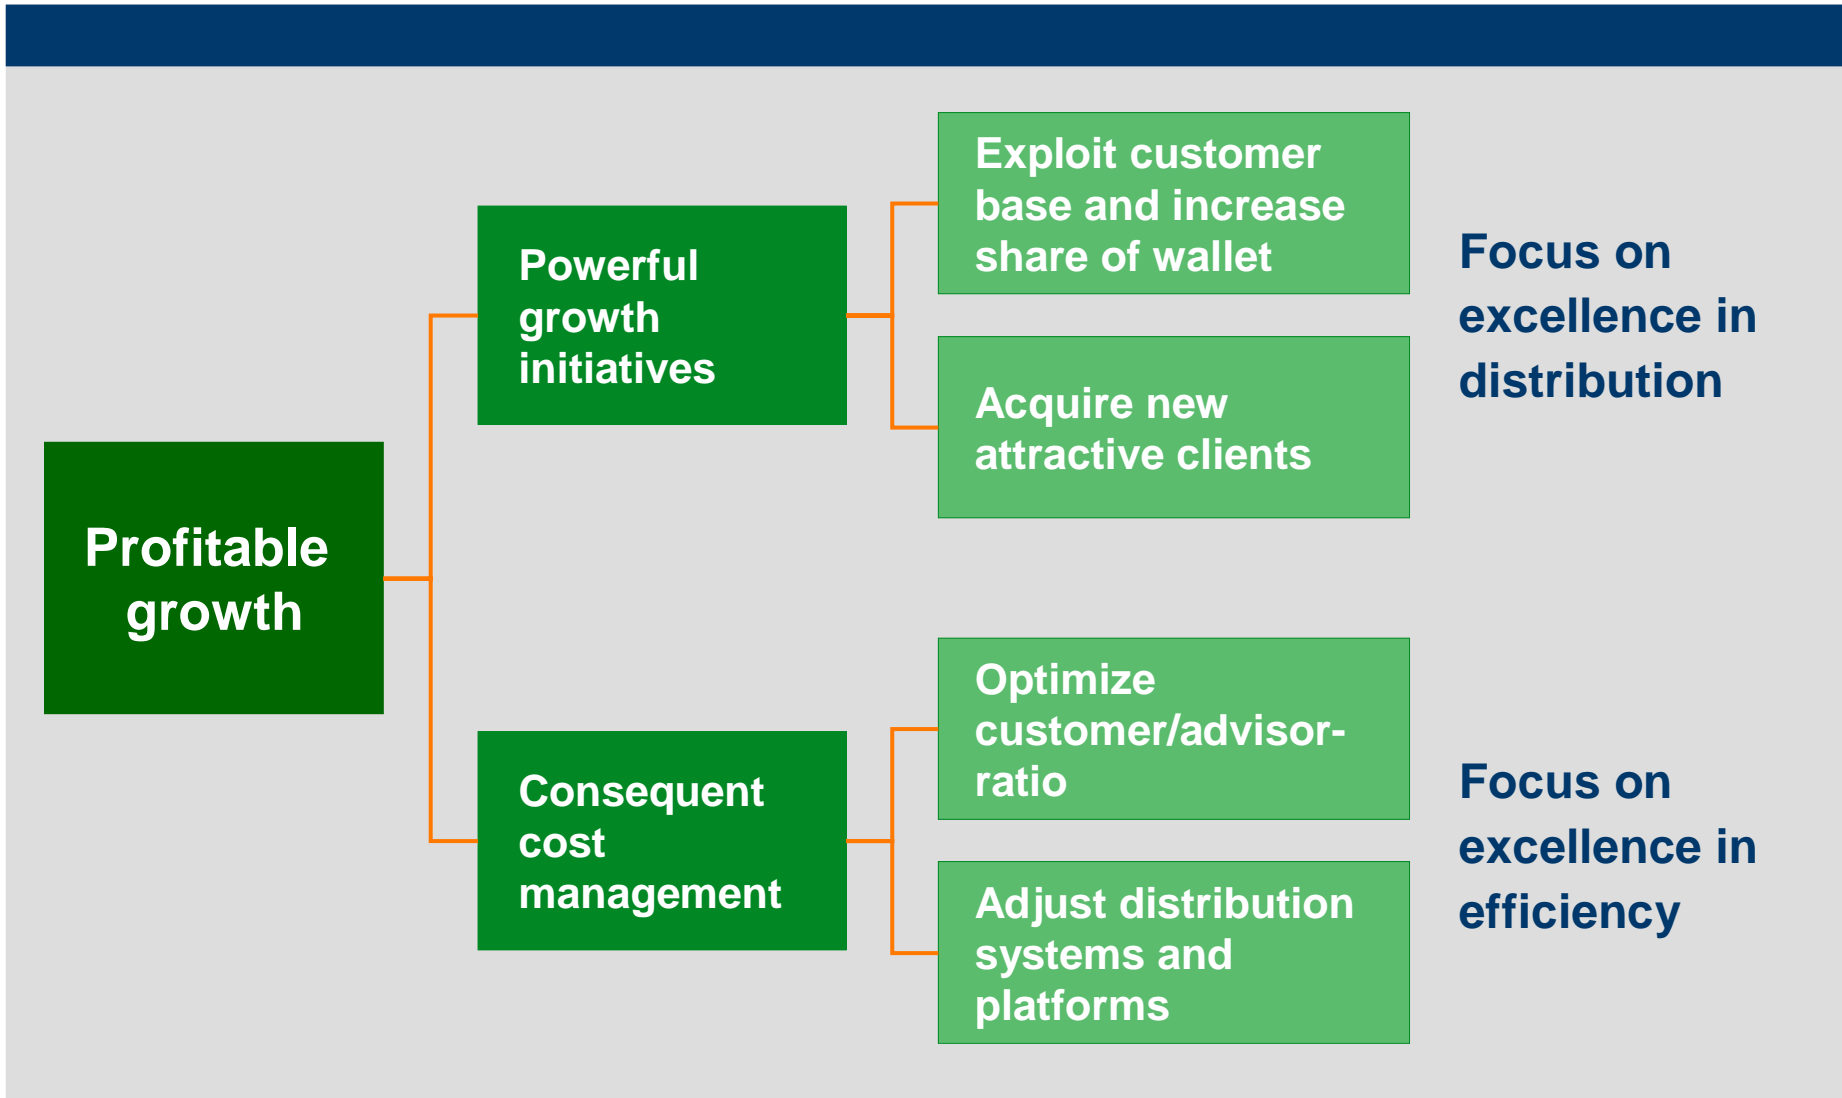 Profitable
growth
Powerful
growth
initiatives
Exploit customer
base and increase
share of wallet
Acquire new
attractive clients
Focus on
excellence in
distribution
Consequent
cost
management
Optimize
customer/advisor-
ratio
Adjust distribution
systems and
platforms
Focus on
excellence in
efficiency